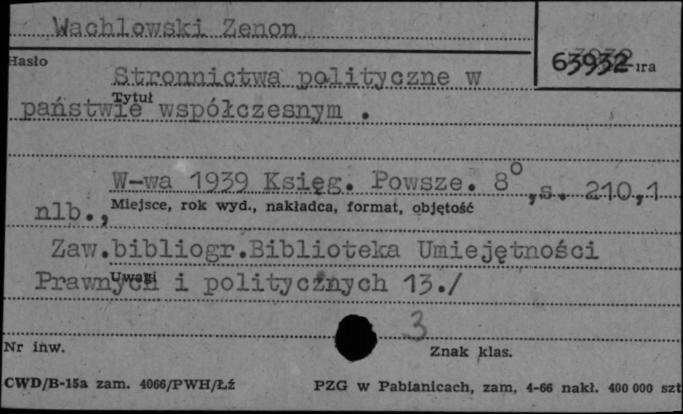 Wachlowski Zenon
Hasło
63932 ira
Stronnictwa polityczne w
Tytuł
państwie współczesnym .
W-wa 1939 Księg. Powsze. 8°,s. 210,1
Miejsce, rok wyd., nakładca, format, objętość
nlb.,
Zaw.bibliogr.Biblioteka Umiejętności
Uwagi
Prawnych i politycznych 13./
3
Nr inw.
Znak klas.
CWD/B-15a zam. 4066/PWH/Łż
PZG w Pabianicach, zam, 4-66 nakł. 400 000 szt